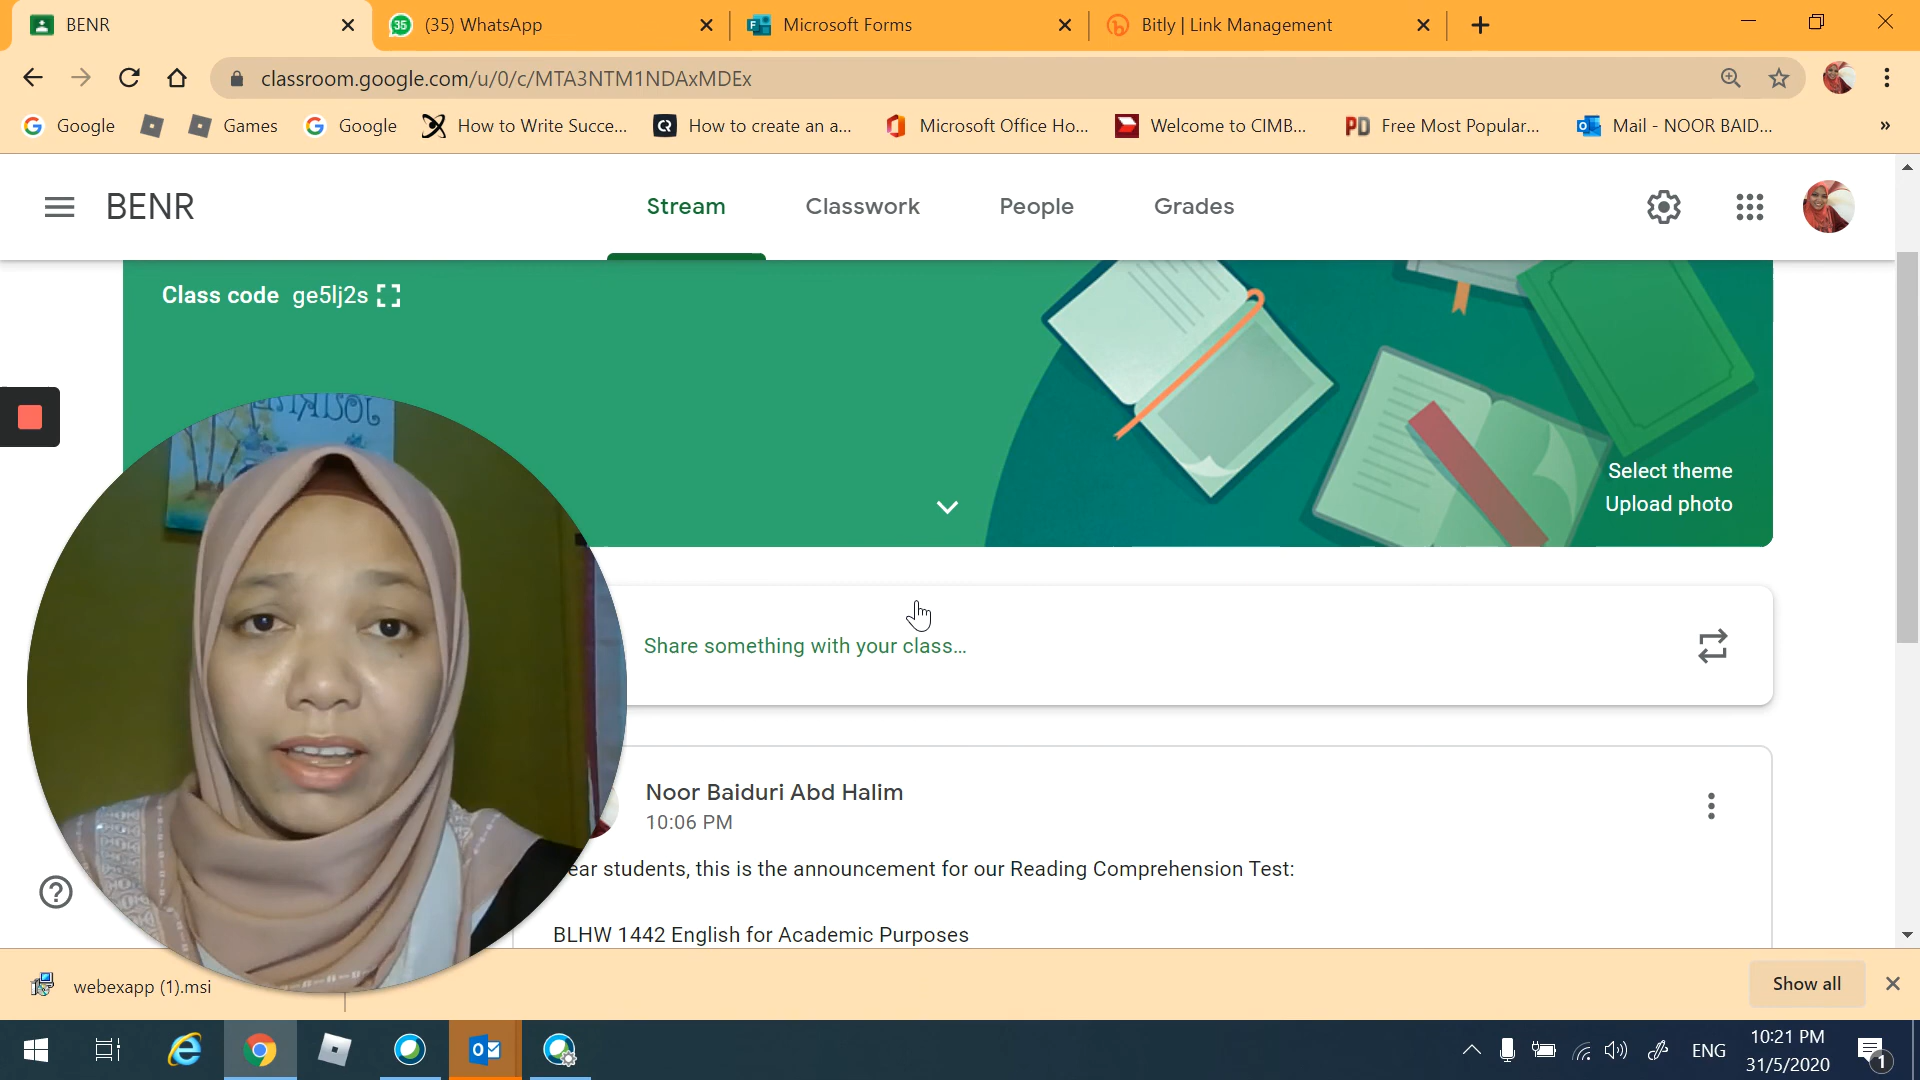 BENR
(35) WhatsApp
Microsoft Forms
Bitly | Link Management
classroom.google.com/u/0/c/MTA3NTM1NDAxMDEx
Google
Games
Google
How to Write Succe...
How to create an a...
Microsoft Office Ho...
Welcome to CIMB...
PD Free Most Popular...
Mail - NOOR BAID...
»
BENR
Stream
Classwork
People
Grades
Class code ge5lj2s
Select theme
Upload photo
Share something with your class...
Noor Baiduri Abd Halim
10:06 PM
ear students, this is the announcement for our Reading Comprehension Test:
BLHW 1442 English for Academic Purposes
webexapp (1).msi
Show all
ENG
10:21 PM
31/5/2020
1